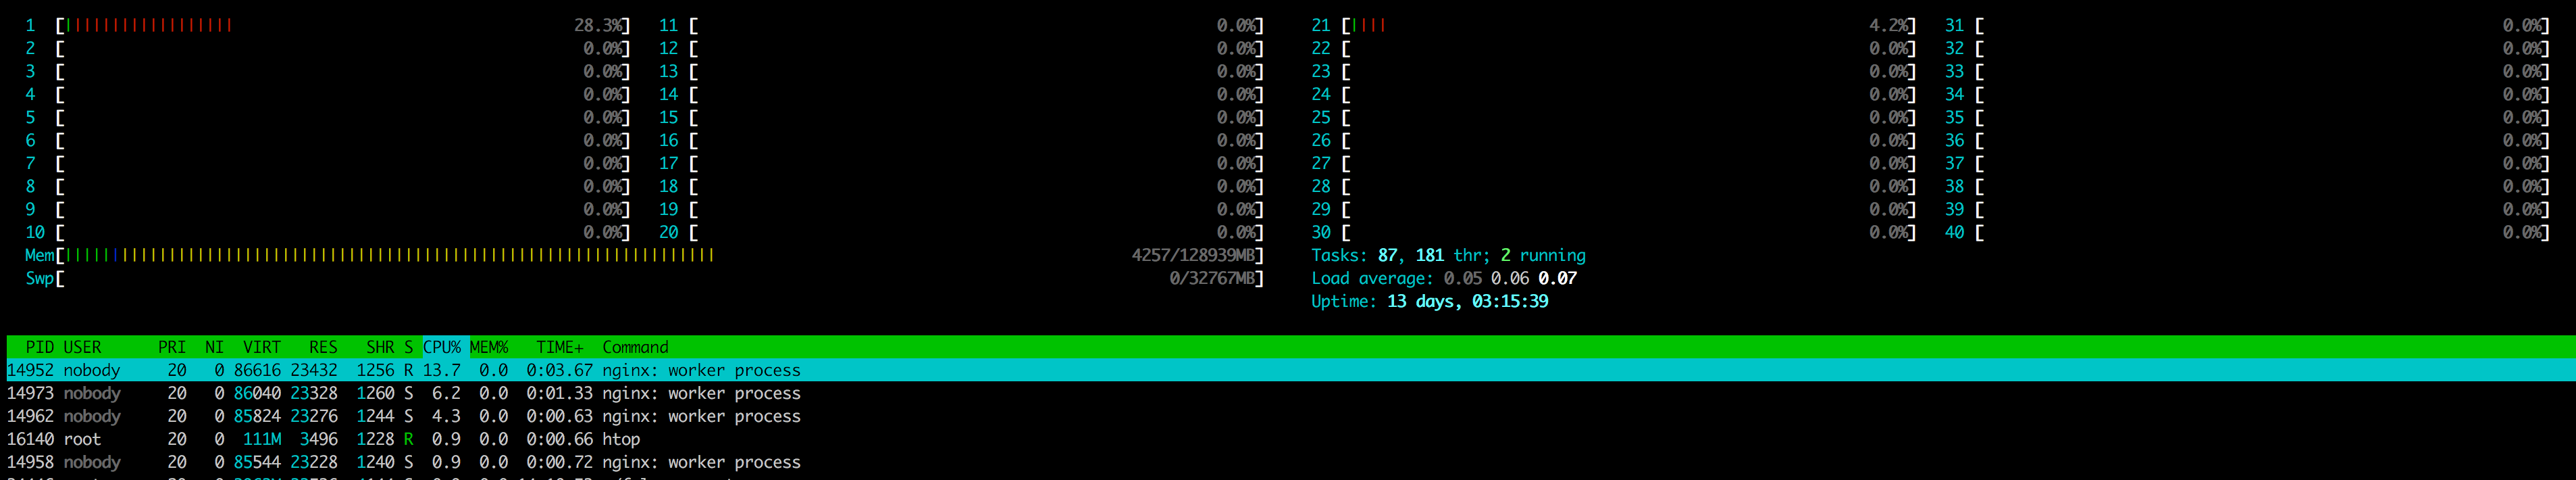 1 [|||||||||||||||||| 28.3%] 11 [ 0.0%] 21 [|||| 4.2%] 31 [ 0.0%]
2 [ 0.0%] 12 [ 0.0%] 22 [ 0.0%] 32 [ 0.0%]
3 [ 0.0%] 13 [ 0.0%] 23 [ 0.0%] 33 [ 0.0%]
4 [ 0.0%] 14 [ 0.0%] 24 [ 0.0%] 34 [ 0.0%]
5 [ 0.0%] 15 [ 0.0%] 25 [ 0.0%] 35 [ 0.0%]
6 [ 0.0%] 16 [ 0.0%] 26 [ 0.0%] 36 [ 0.0%]
7 [ 0.0%] 17 [ 0.0%] 27 [ 0.0%] 37 [ 0.0%]
8 [ 0.0%] 18 [ 0.0%] 28 [ 0.0%] 38 [ 0.0%]
9 [ 0.0%] 19 [ 0.0%] 29 [ 0.0%] 39 [ 0.0%]
10 [ 0.0%] 20 [ 0.0%] 30 [ 0.0%] 40 [ 0.0%]
Mem[|||||||||||||||||||||||||||||||||||||||||||||||||||||||||||||||||||| 4257/128939MB] Tasks: 87, 181 thr; 2 running
Swp[ 0/32767MB] Load average: 0.05 0.06 0.07
Uptime: 13 days, 03:15:39
PID USER PRI NI VIRT RES SHR S CPU% MEM% TIME+ Command
14952 nobody 20 0 86616 23432 1256 R 13.7 0.0 0:03.67 nginx: worker process
14973 nobody 20 0 86040 23328 1260 S 6.2 0.0 0:01.33 nginx: worker process
14962 nobody 20 0 85824 23276 1244 S 4.3 0.0 0:00.63 nginx: worker process
16140 root 20 0 111M 3496 1228 R 0.9 0.0 0:00.66 htop
14958 nobody 20 0 85544 23228 1240 S 0.9 0.0 0:00.72 nginx: worker process